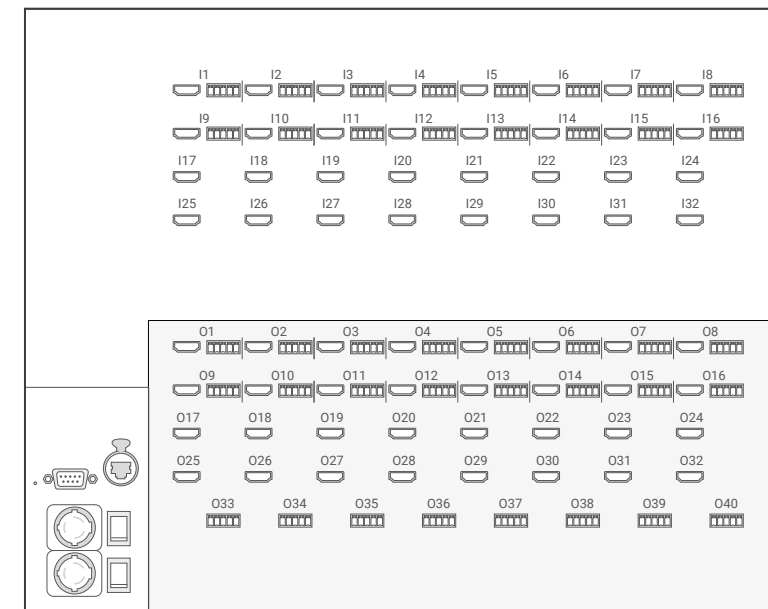 I1 I2 I3 I4 I5 I6 I7 I8
I9 I10 I11 I12 I13 I14 I15 I16
I17 I18 I19 I20 I21 I22 I23 I24
I25 I26 I27 I28 I29 I30 I31 I32
O1 O2 O3 O4 O5 O6 O7 O8
O9 O10 O11 O12 O13 O14 O15 O16
O17 O18 O19 O20 O21 O22 O23 O24
O25 O26 O27 O28 O29 O30 O31 O32
O33 O34 O35 O36 O37 O38 O39 O40